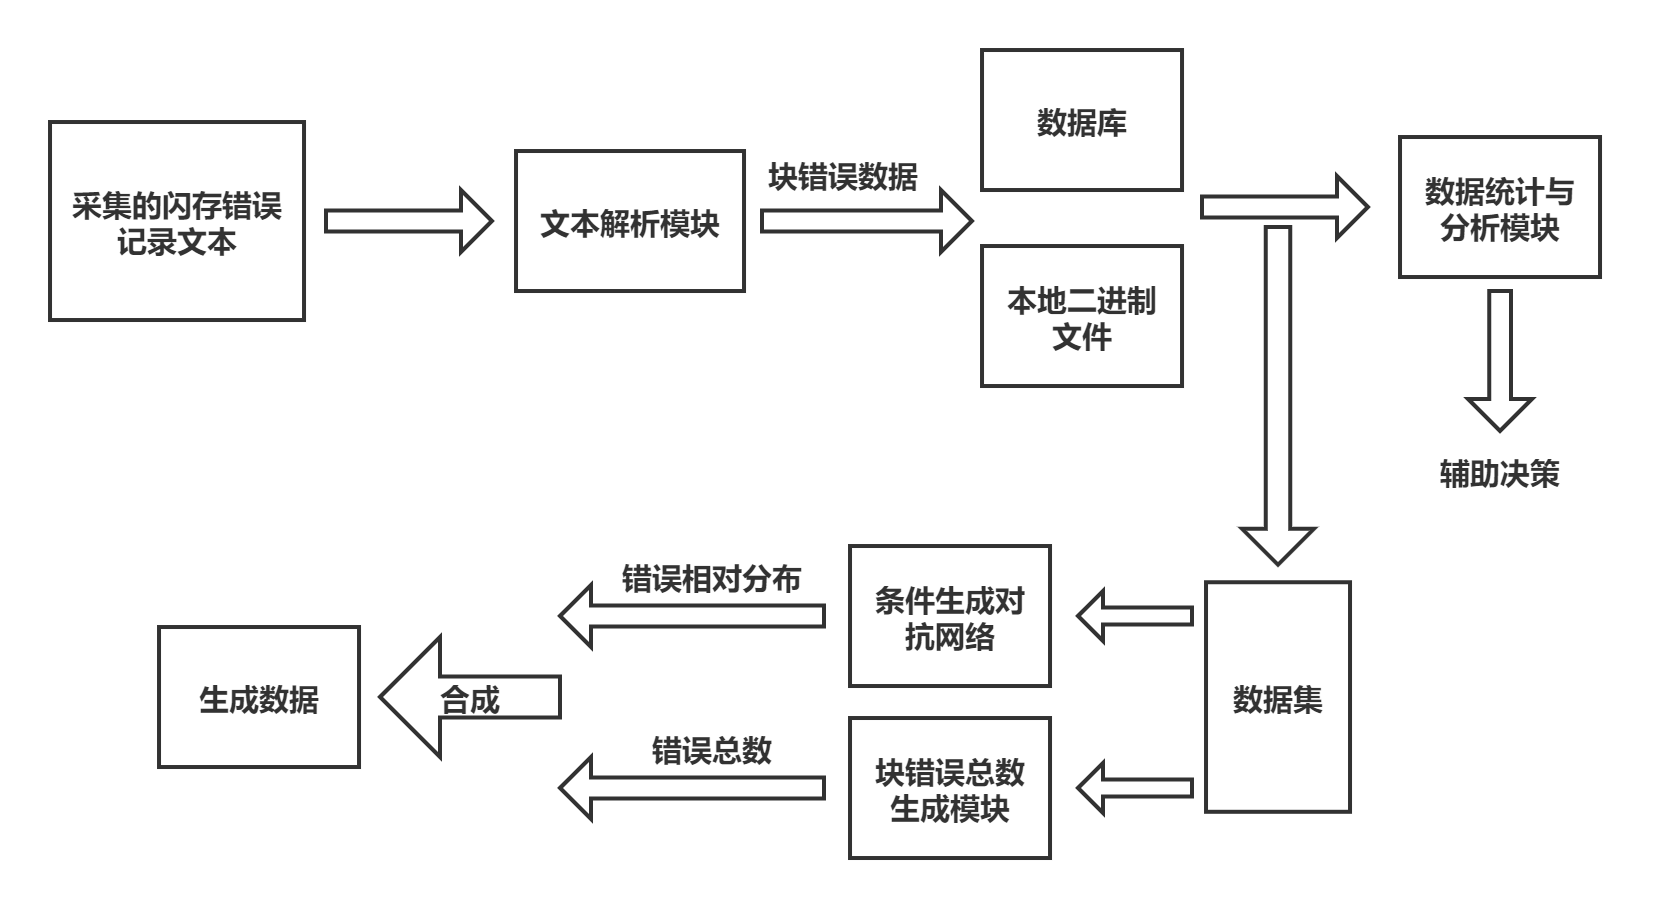 采集的闪存错误
记录文本
文本解析模块
块错误数据
数据库
本地二进制
文件
数据统计与
分析模块
辅助决策
数据集
条件生成对
抗网络
块错误总数
生成模块
错误相对分布
错误总数
合成
生成数据